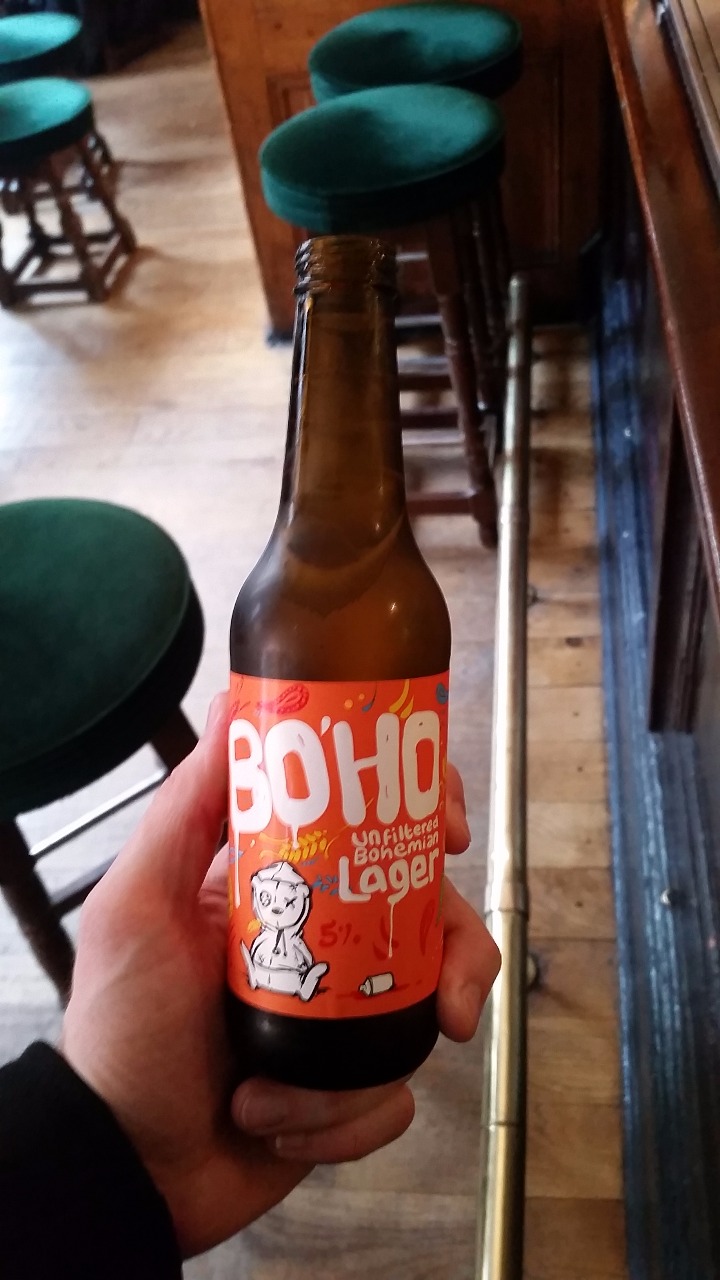 BO'HO
unfiltered
Bohemian
Lager
5%